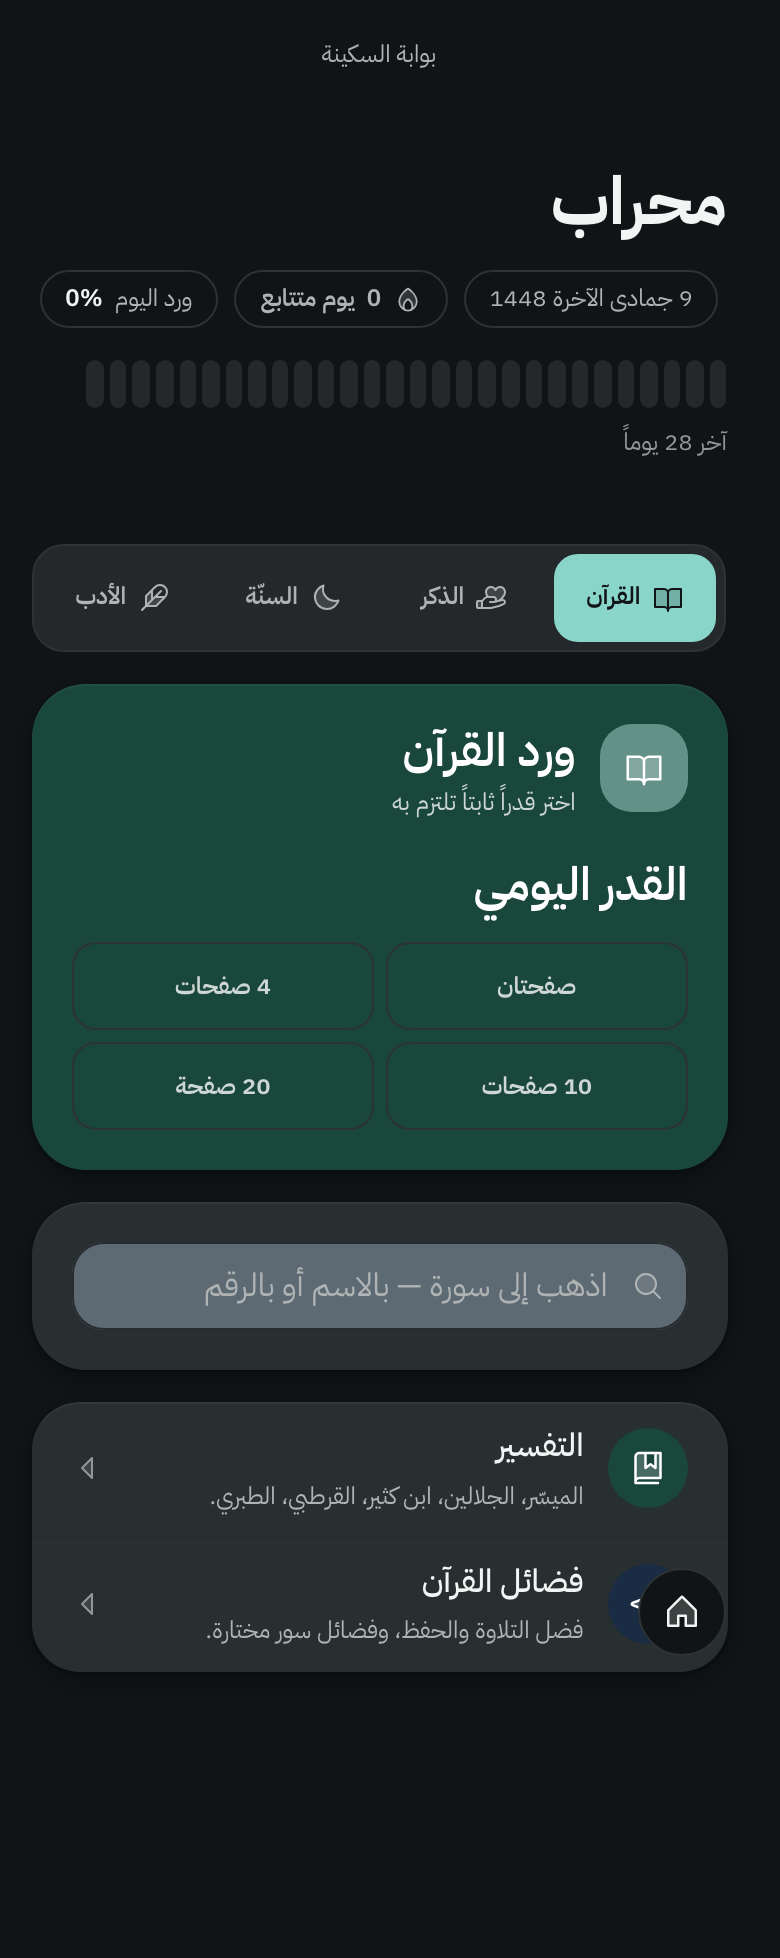 بوابة السكينة
محراب
9 جمادى الآخرة 1448
0 يوم متتابع
ورد اليوم 0%
آخر 28 يوماً
القرآن
الذكر
السنّة
الأدب
ورد القرآن
اختر قدراً ثابتاً تلتزم به
القدر اليومي
صفحتان
4 صفحات
10 صفحات
20 صفحة
اذهب إلى سورة — بالاسم أو بالرقم
التفسير
الميسّر، الجلالين، ابن كثير، القرطبي، الطبري.
فضائل القرآن
فضل التلاوة والحفظ، وفضائل سور مختارة.